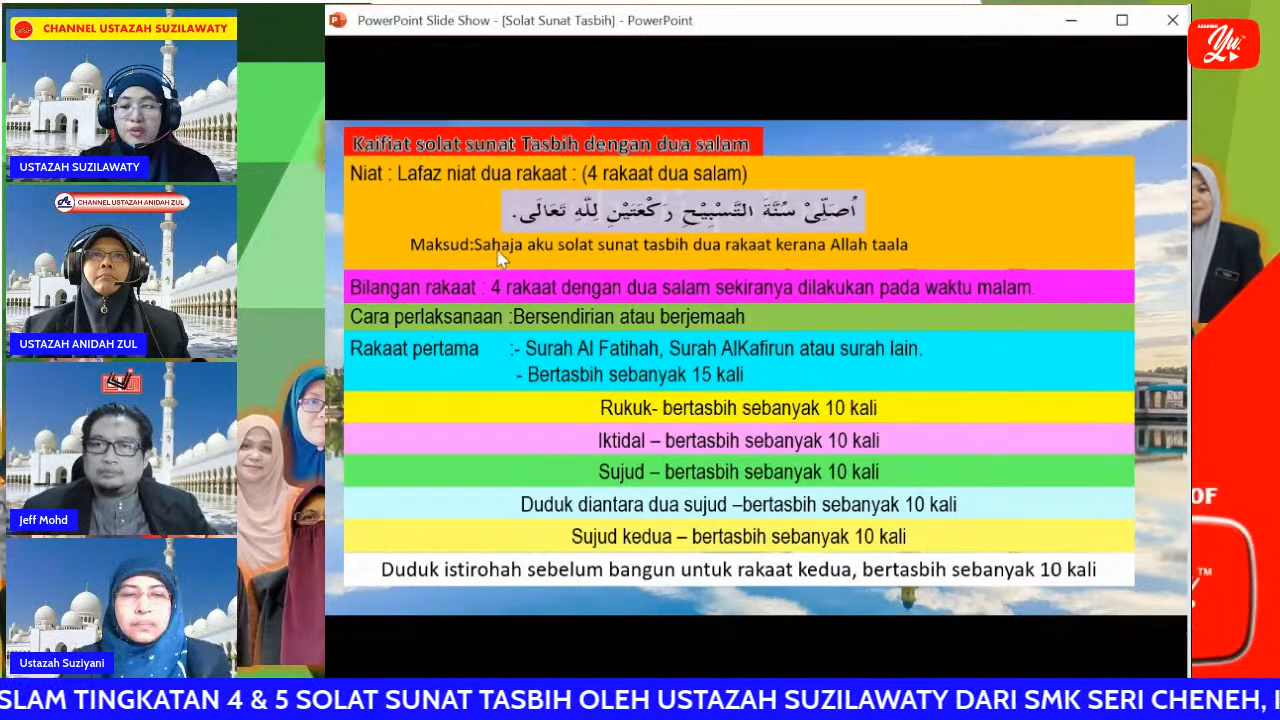 CHANNEL USTAZAH SUZILAWATY
USTAZAH SUZILAWATY
CHANNEL USTAZAH ANIDAH ZUL
USTAZAH ANIDAH ZUL
Jeff Mohd
Ustazah Suziyani
PowerPoint Slide Show - [Solat Sunat Tasbih] - PowerPoint
Kaifiat solat sunat Tasbih dengan dua salam
Niat : Lafaz niat dua rakaat : (4 rakaat dua salam)
اُصَلِّىْ سُنَّةَ التَّسْبِيْحِ رَكْعَتَيْنِ لِلّٰهِ تَعَالَى.
Maksud:Sahaja aku solat sunat tasbih dua rakaat kerana Allah taala
Bilangan rakaat : 4 rakaat dengan dua salam sekiranya dilakukan pada waktu malam.
Cara perlaksanaan :Bersendirian atau berjemaah
Rakaat pertama :- Surah Al Fatihah, Surah AlKafirun atau surah lain.
- Bertasbih sebanyak 15 kali
Rukuk- bertasbih sebanyak 10 kali
Iktidal – bertasbih sebanyak 10 kali
Sujud – bertasbih sebanyak 10 kali
Duduk diantara dua sujud –bertasbih sebanyak 10 kali
Sujud kedua – bertasbih sebanyak 10 kali
Duduk istirohah sebelum bangun untuk rakaat kedua, bertasbih sebanyak 10 kali
Yu
OF
TM
SLAM TINGKATAN 4 & 5 SOLAT SUNAT TASBIH OLEH USTAZAH SUZILAWATY DARI SMK SERI CHENEH,